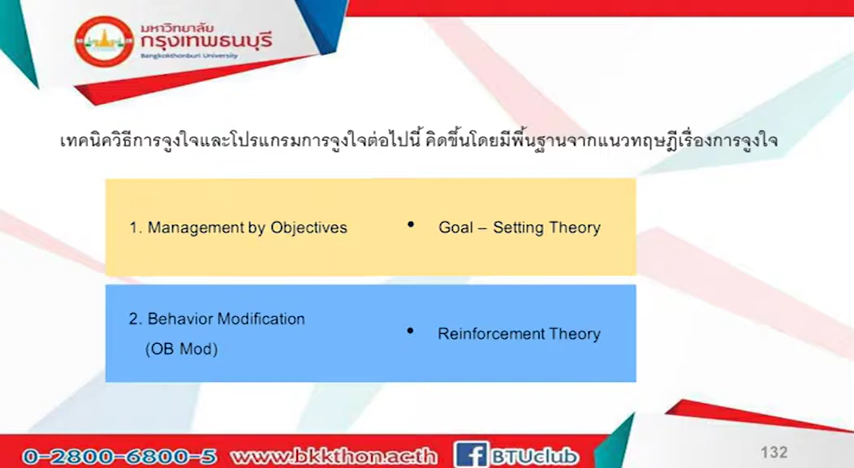 มหาวิทยาลัย
กรุงเทพธนบุรี
Bangkokthonburi University
เทคนิควิธีการจูงใจและโปรแกรมการจูงใจต่อไปนี้ คิดขึ้นโดยมีพื้นฐานจากแนวทฤษฎีเรื่องการจูงใจ
1. Management by Objectives • Goal – Setting Theory
2. Behavior Modification
(OB Mod) • Reinforcement Theory
0-2800-6800-5 www.bkkthon.ac.th f BTUclub
132